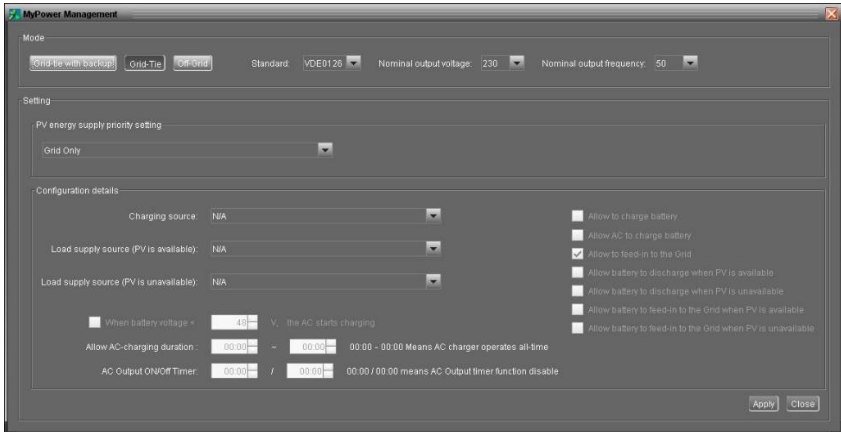 MyPower Management
Mode
Grid-tie with backup| Grid-Tie Off-Grid Standard: VDE0126 Nominal output voltage: 230 Nominal output frequency: 50
Setting
PV energy supply priority setting
Grid Only
Configuration details
Charging source: N/A
Load supply source (PV is available): N/A
Load supply source (PV is unavailable): N/A
When battery voltage < 48 V, the AC starts charging
Allow AC-charging duration : 00:00 ~ 00:00 00:00 - 00:00 Means AC charger operates all-time
AC Output ON/Off Timer: 00:00 / 00:00 00:00 / 00:00 means AC Output timer function disable
Allow to charge battery
Allow AC to charge battery
Allow to feed-in to the Grid
Allow battery to discharge when PV is available
Allow battery to discharge when PV is unavailable
Allow battery to feed-in to the Grid when PV is available
Allow battery to feed-in to the Grid when PV is unavailable
Apply Close